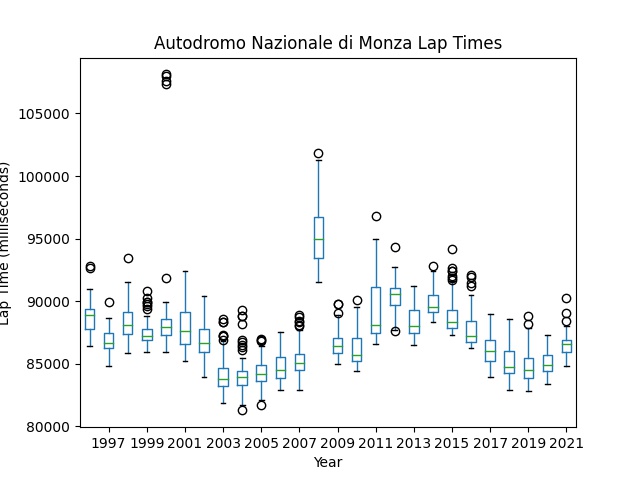 Autodromo Nazionale di Monza Lap Times
Lap Time (milliseconds)
105000
100000
95000
90000
85000
80000
1997 1999 2001 2003 2005 2007 2009 2011 2013 2015 2017 2019 2021
Year